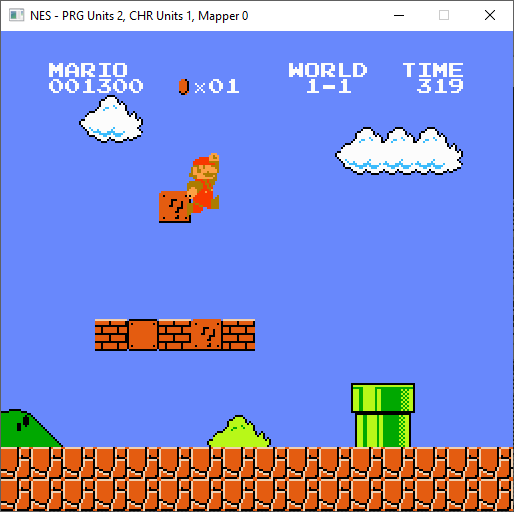 NES - PRG Units 2, CHR Units 1, Mapper 0
MARIO WORLD TIME
001300 ×01 1-1 319
?
?